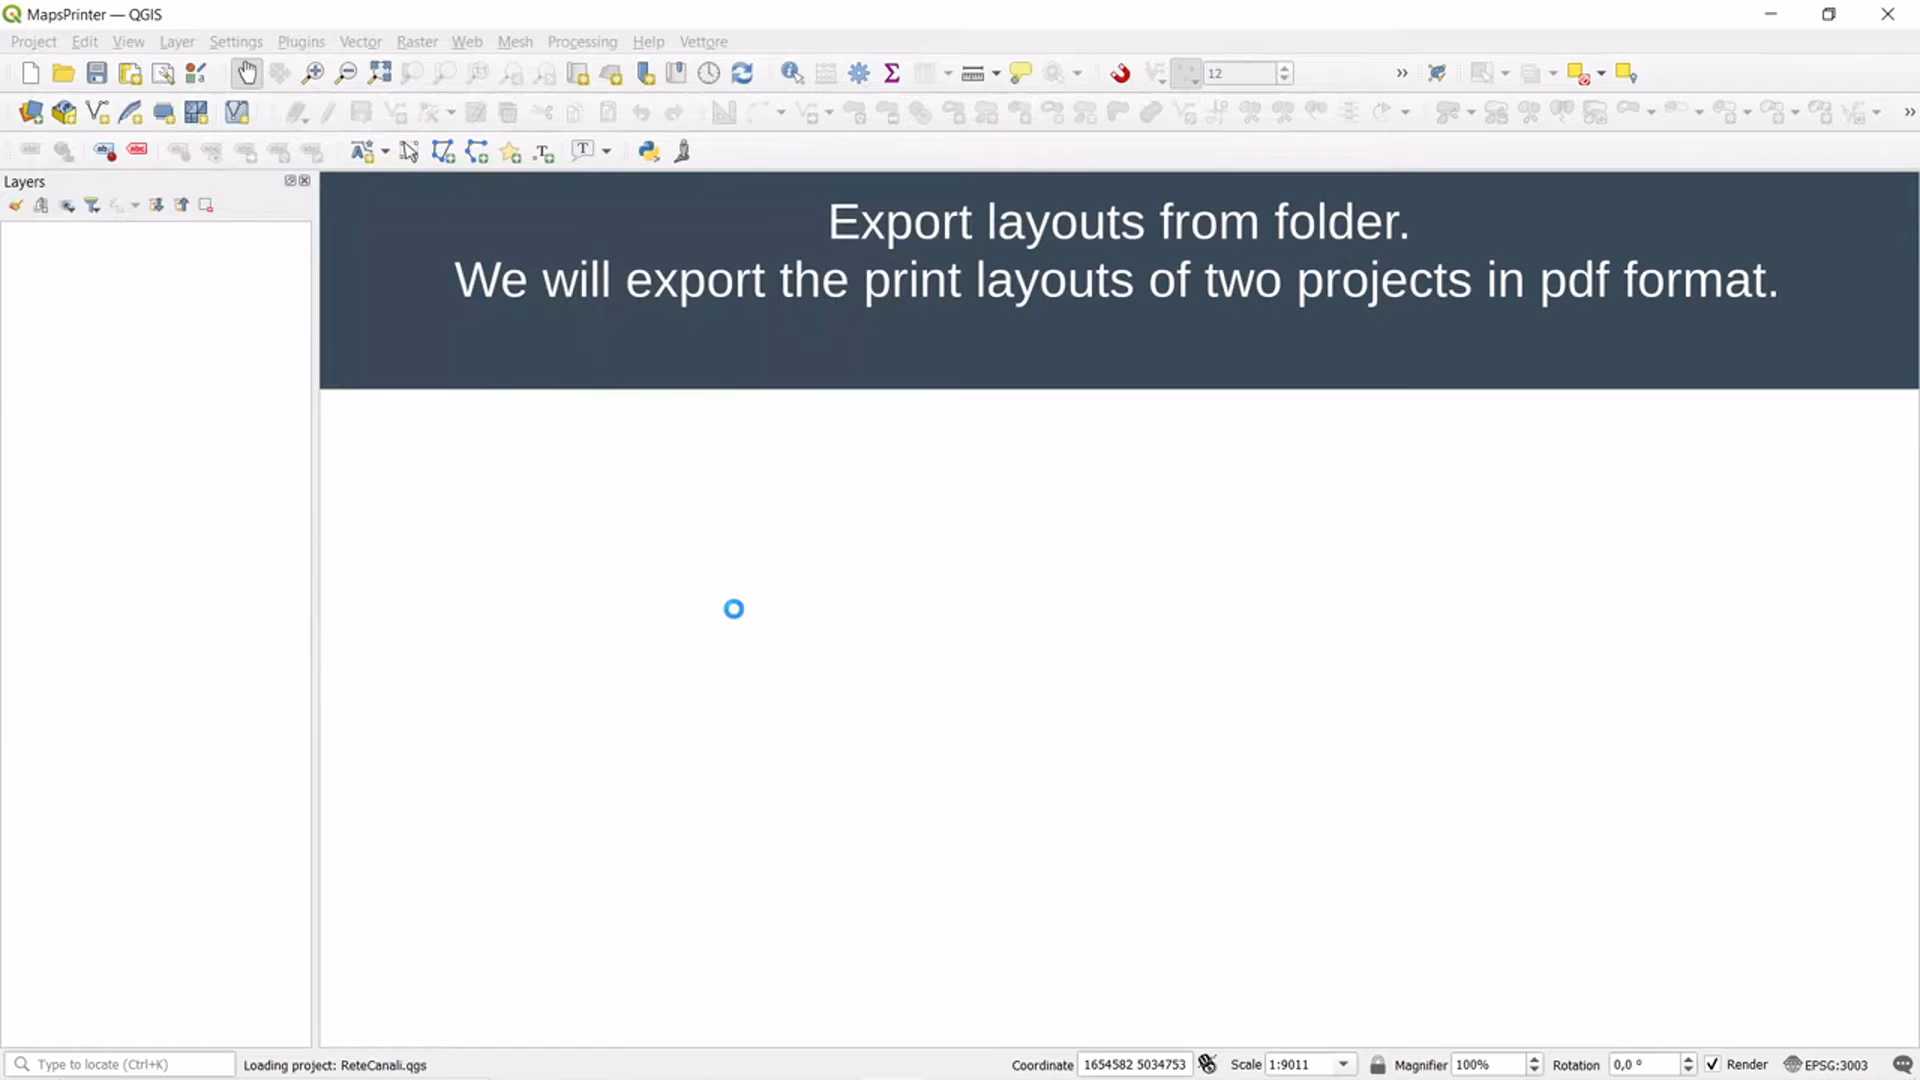 MapsPrinter — QGIS
Project Edit View Layer Settings Plugins Vector Raster Web Mesh Processing Help Vettore
12
Layers
Export layouts from folder.
We will export the print layouts of two projects in pdf format.
Type to locate (Ctrl+K) Loading project: ReteCanali.qgs Coordinate 1654582 5034753 Scale 1:9011 Magnifier 100% Rotation 0,0 ° Render EPSG:3003